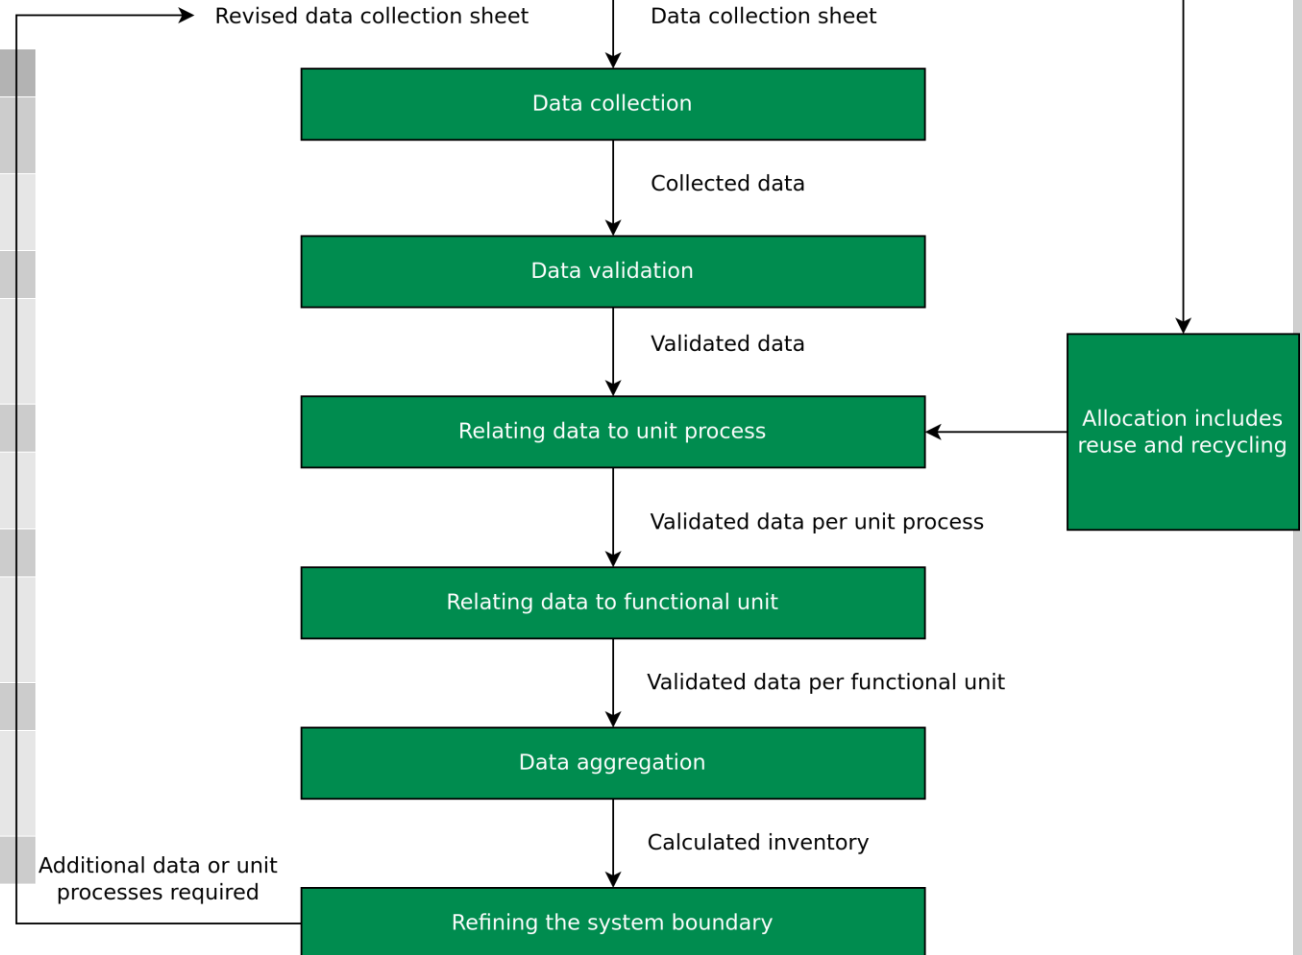 Revised data collection sheet
Data collection sheet
Data collection
Collected data
Data validation
Validated data
Relating data to unit process
Allocation includes
reuse and recycling
Validated data per unit process
Relating data to functional unit
Validated data per functional unit
Data aggregation
Calculated inventory
Additional data or unit
processes required
Refining the system boundary